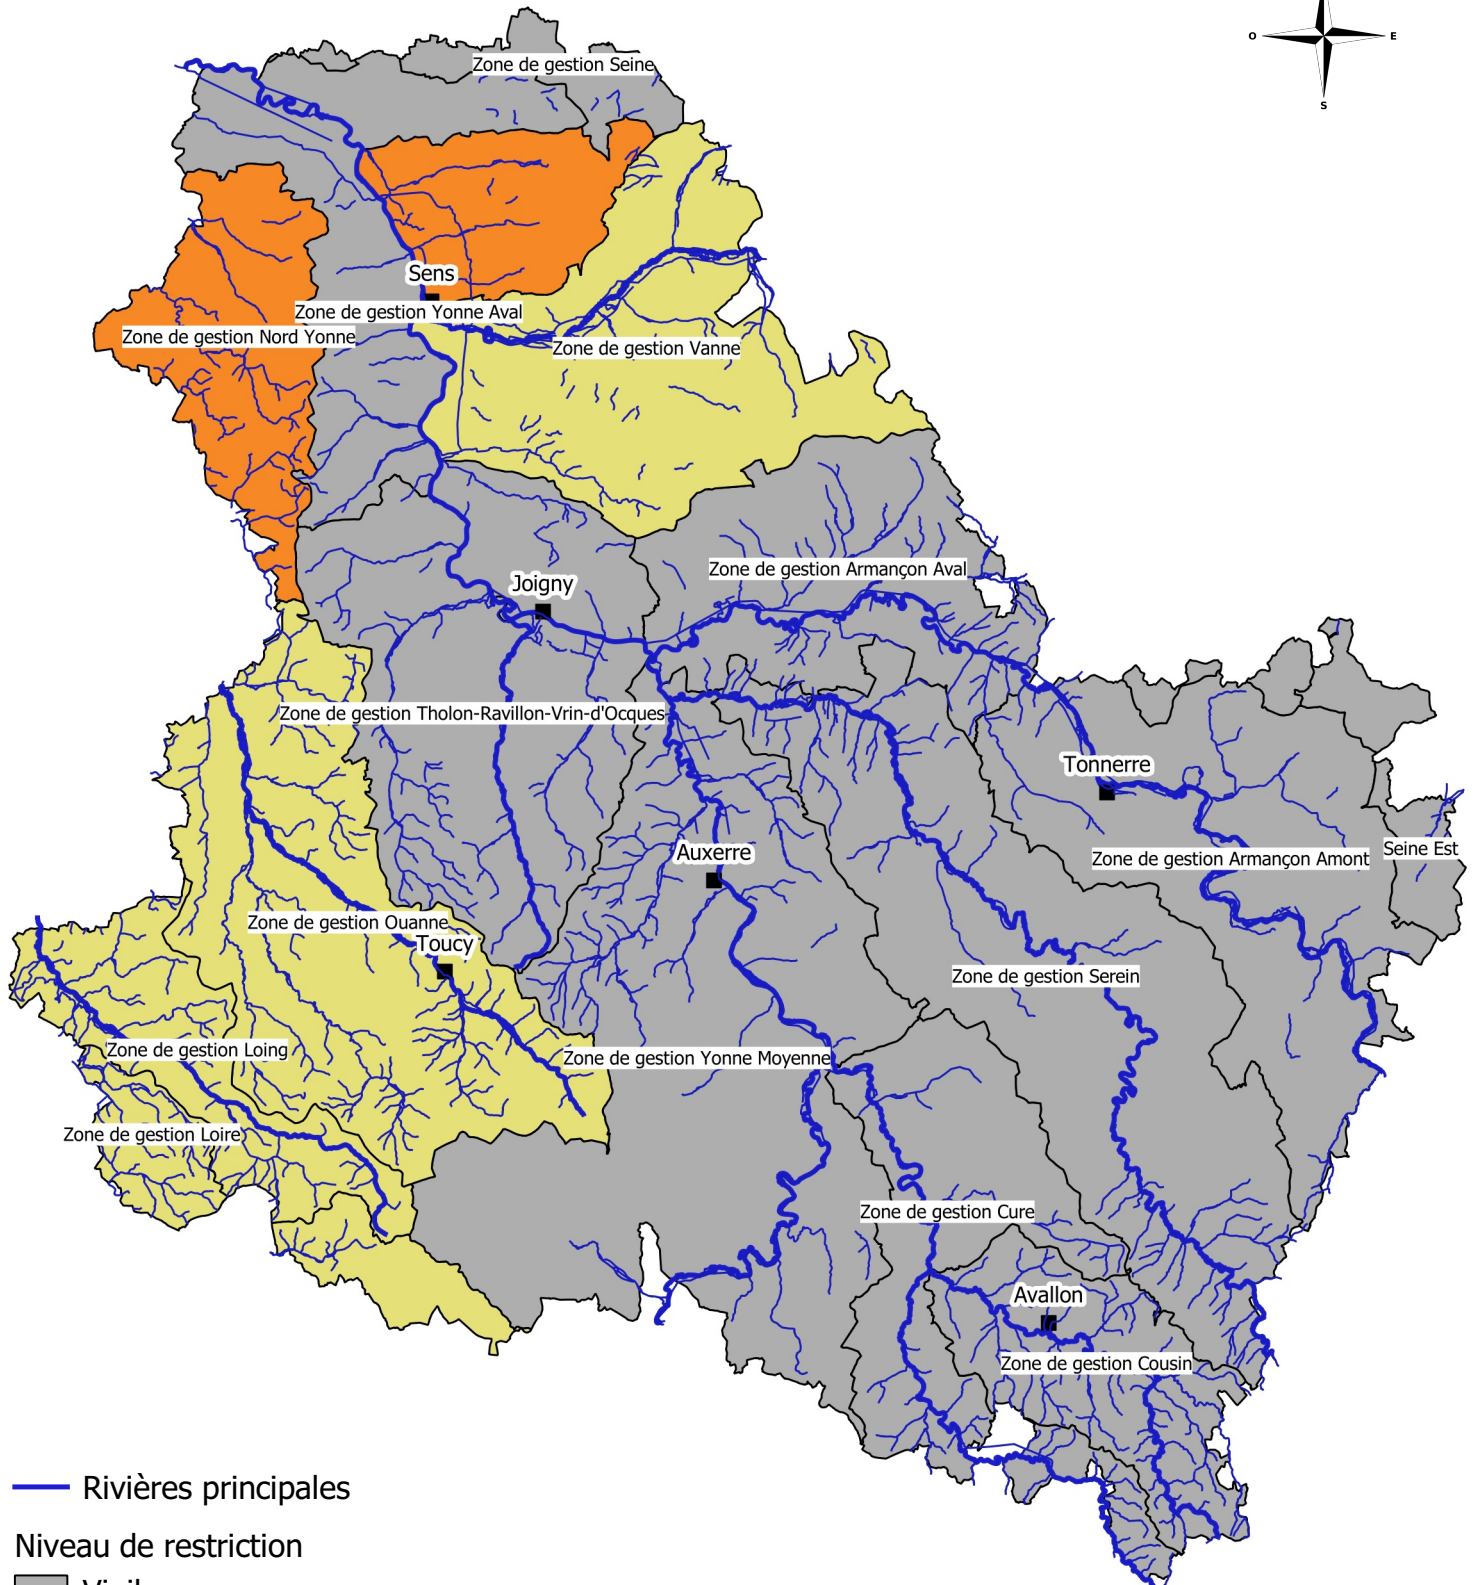 O
E
S
Zone de gestion Seine
Sens
Zone de gestion Yonne Aval
Zone de gestion Nord Yonne
Zone de gestion Vanne
Zone de gestion Armançon Aval
Joigny
Zone de gestion Tholon-Ravillon-Vrin-d'Ocques
Tonnerre
Auxerre
Zone de gestion Armançon Amont
Seine Est
Zone de gestion Ouanne
Toucy
Zone de gestion Serein
Zone de gestion Loing
Zone de gestion Yonne Moyenne
Zone de gestion Loire
Zone de gestion Cure
Avallon
Zone de gestion Cousin
Rivières principales
Niveau de restriction